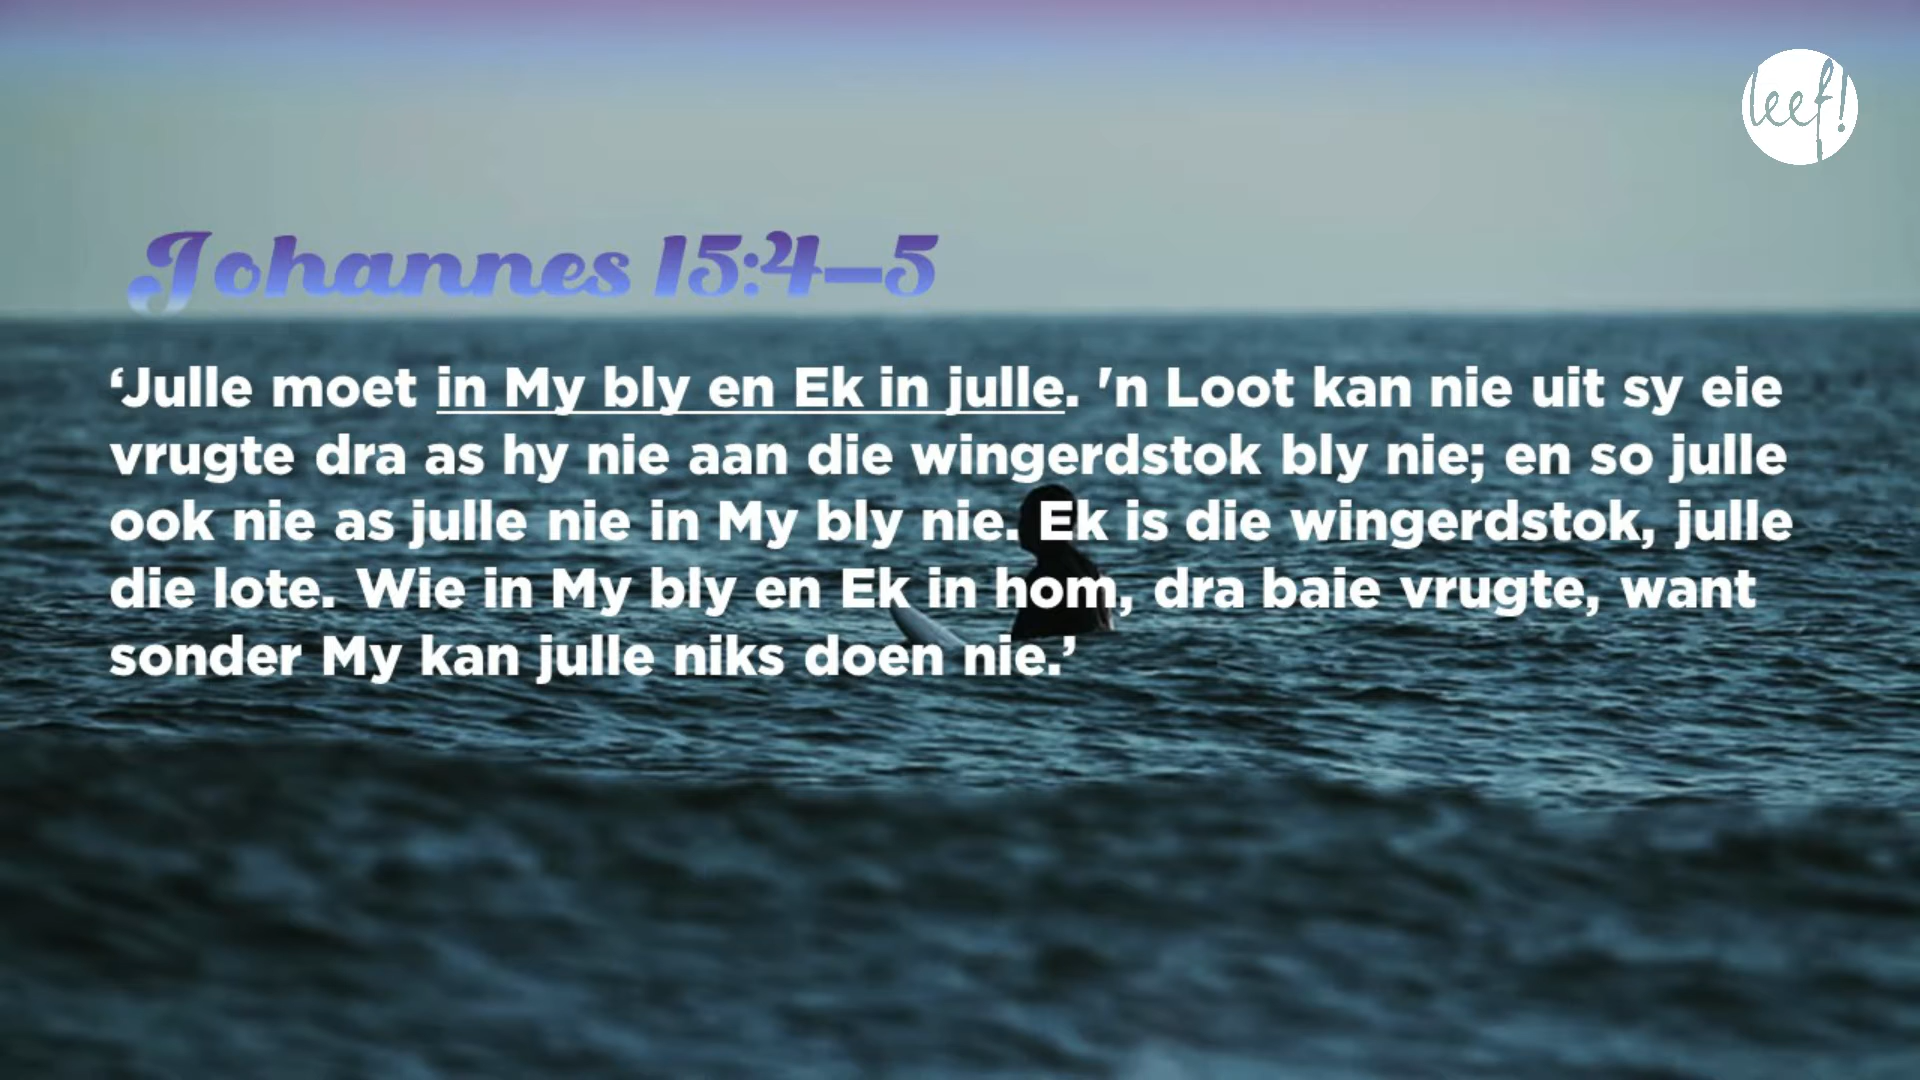 leef!
Johannes 15:4–5
‘Julle moet in My bly en Ek in julle. 'n Loot kan nie uit sy eie
vrugte dra as hy nie aan die wingerdstok bly nie; en so julle
ook nie as julle nie in My bly nie. Ek is die wingerdstok, julle
die lote. Wie in My bly en Ek in hom, dra baie vrugte, want
sonder My kan julle niks doen nie.’